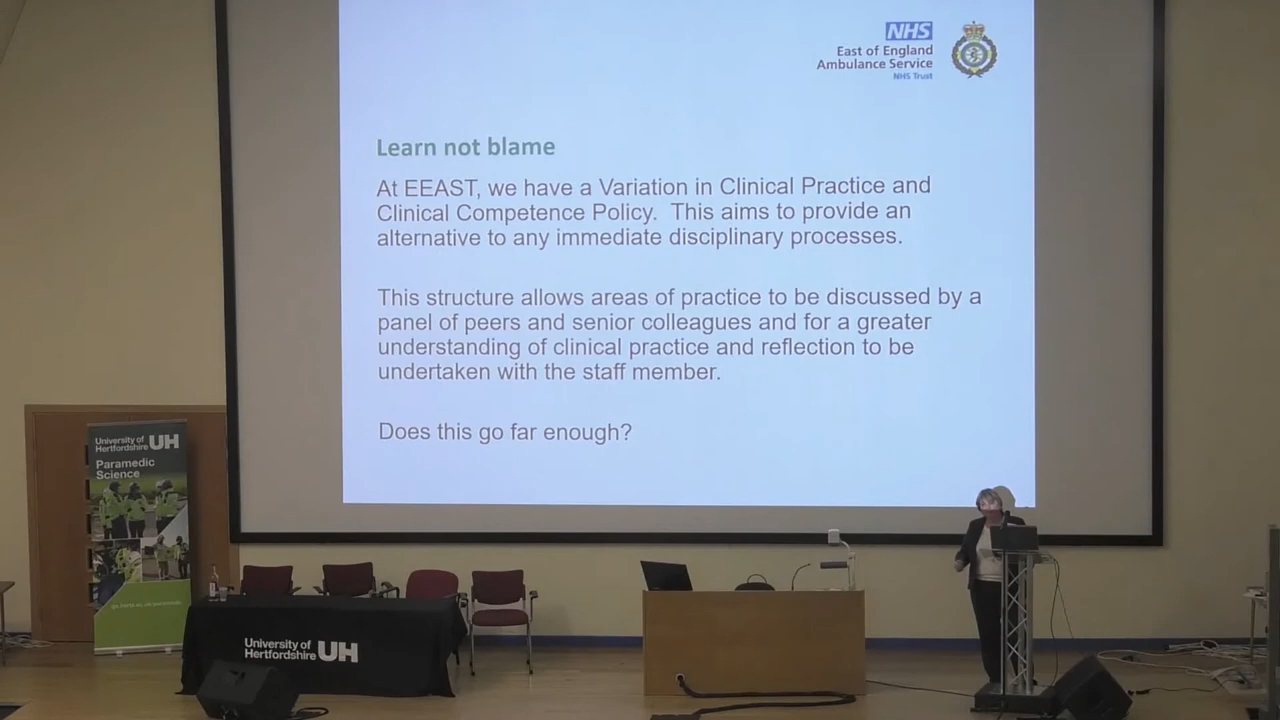 NHS
East of England
Ambulance Service
NHS Trust
Learn not blame
At EEAST, we have a Variation in Clinical Practice and
Clinical Competence Policy.  This aims to provide an
alternative to any immediate disciplinary processes.
This structure allows areas of practice to be discussed by a
panel of peers and senior colleagues and for a greater
understanding of clinical practice and reflection to be
undertaken with the staff member.
Does this go far enough?
University of
Hertfordshire UH
Paramedic
Science
University of
Hertfordshire UH